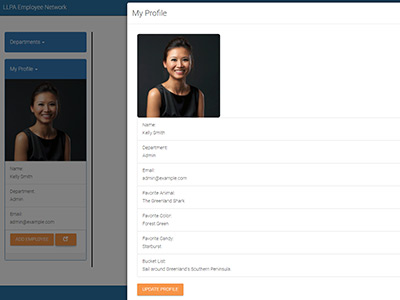 LLPA Employee Network
Departments
My Profile
Name:
Kelly Smith
Department:
Admin
Email:
admin@example.com
ADD EMPLOYEE
My Profile
Name:
Kelly Smith
Department:
Admin
Email:
admin@example.com
Favorite Animal:
The Greenland Shark
Favorite Color:
Forest Green
Favorite Candy:
Starburst
Bucket List:
Sail around Greenland's Southern Peninsula
UPDATE PROFILE